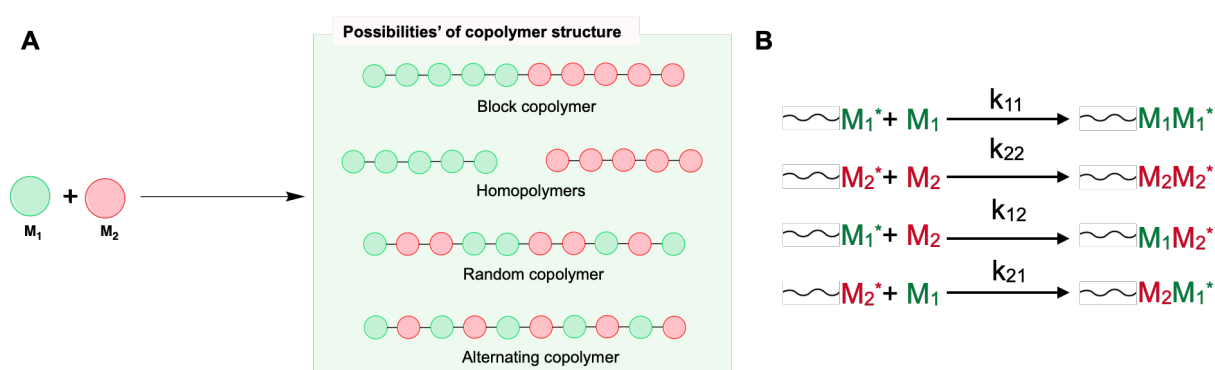 A
Possibilities’ of copolymer structure
Block copolymer
Homopolymers
M₁ + M₂
Random copolymer
Alternating copolymer
B
M₁*+ M₁ k₁₁ M₁M₁*
M₂*+ M₂ k₂₂ M₂M₂*
M₁*+ M₂ k₁₂ M₁M₂*
M₂*+ M₁ k₂₁ M₂M₁*